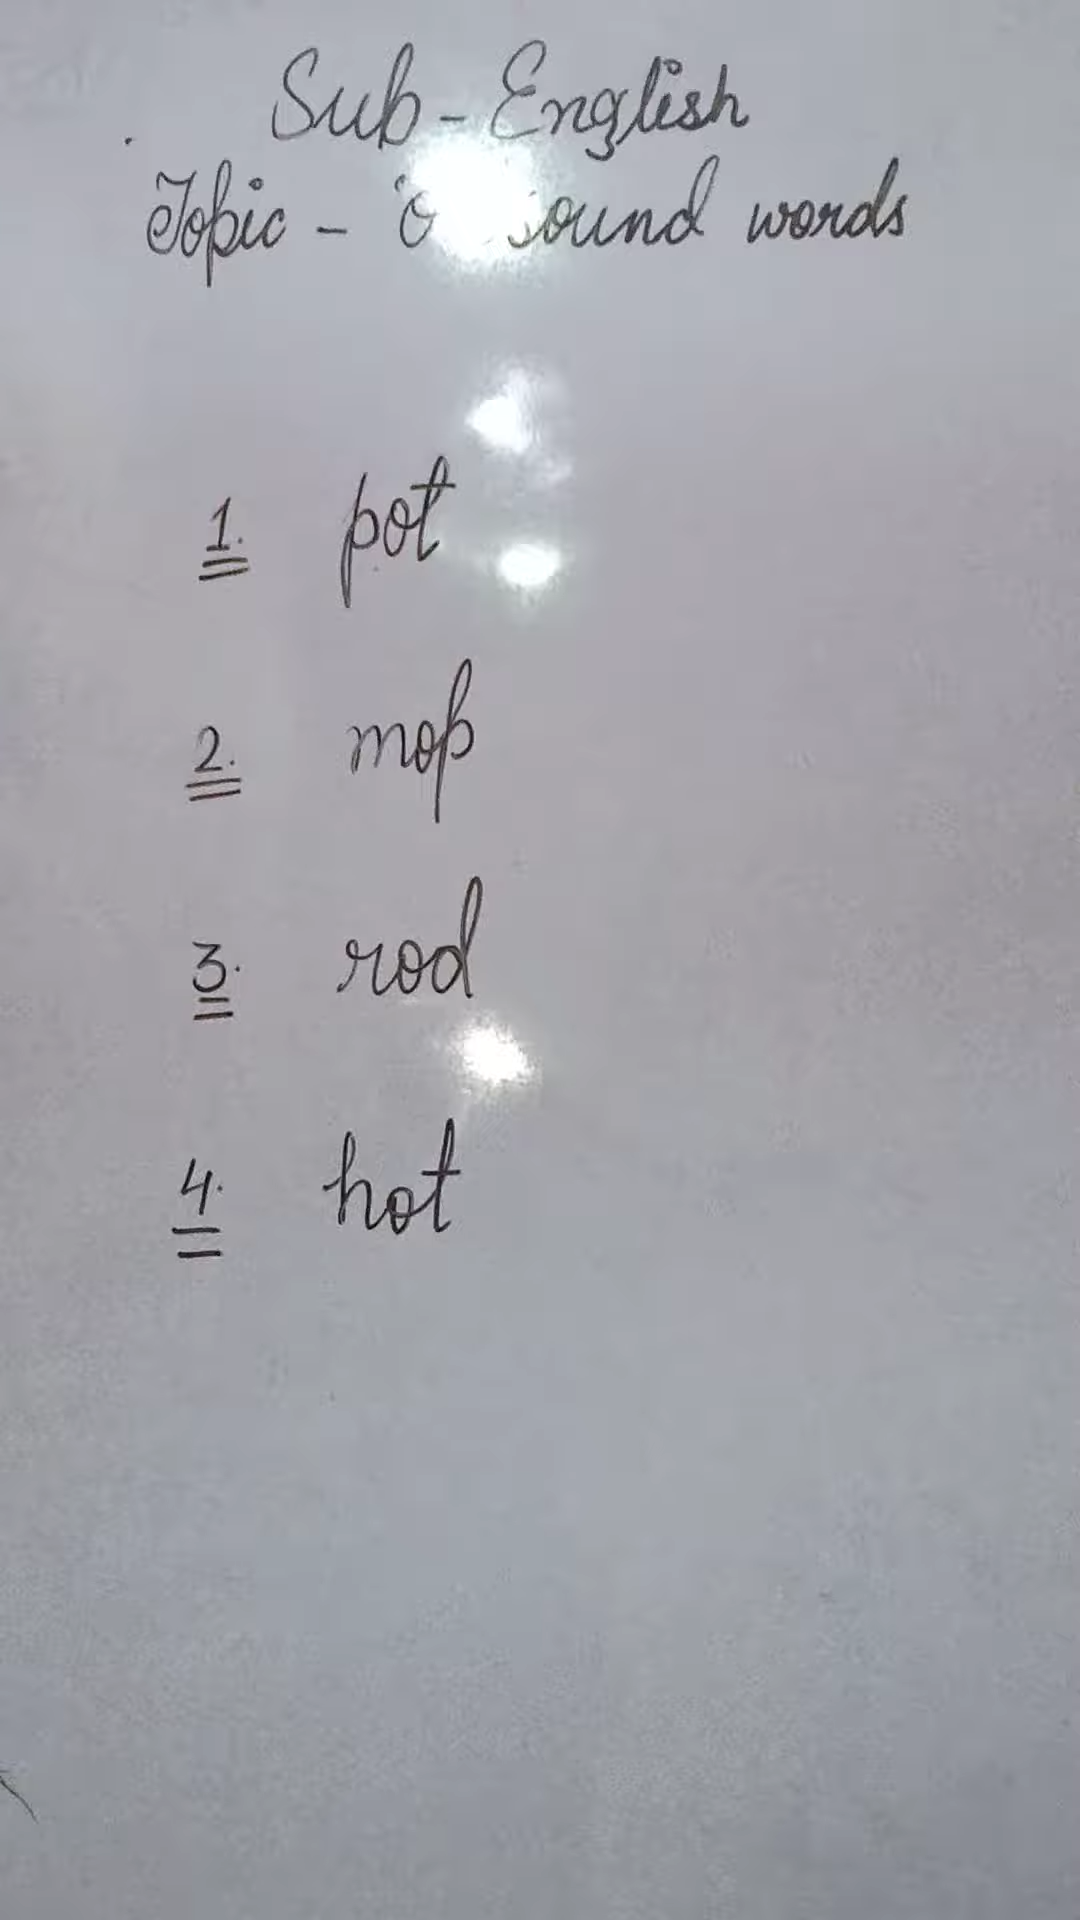 Sub - English
Topic - 'o' sound words
1. pot
2. mop
3. rod
4. hot